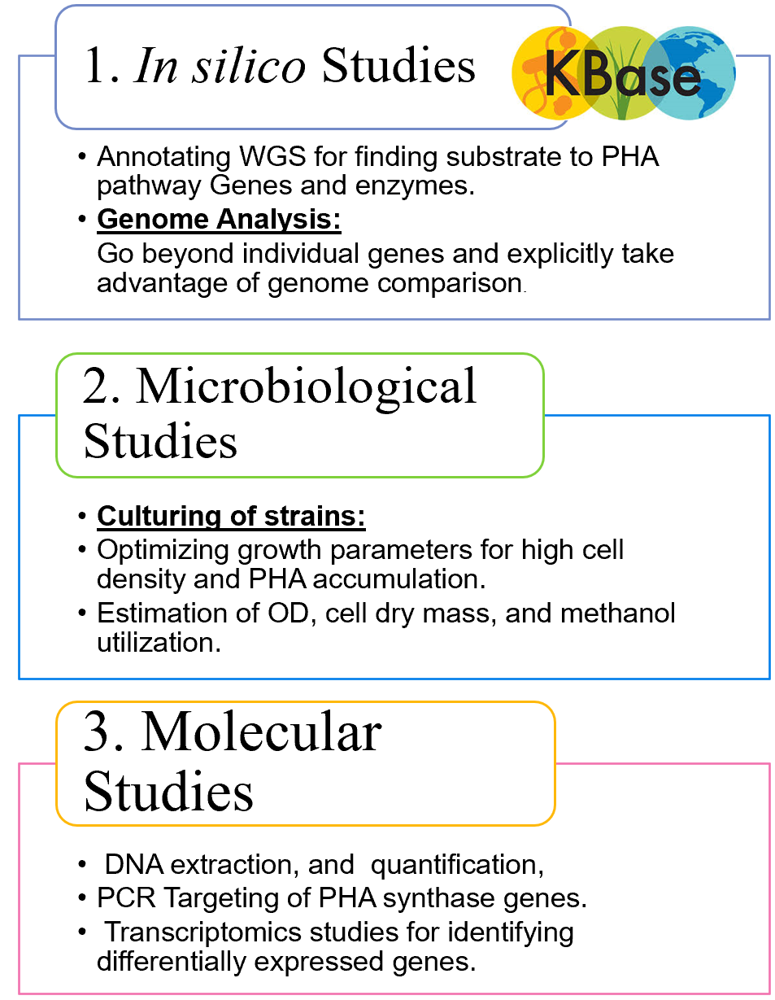 1. In silico Studies
KBase
• Annotating WGS for finding substrate to PHA
pathway Genes and enzymes.
• Genome Analysis:
Go beyond individual genes and explicitly take
advantage of genome comparison.
2. Microbiological
Studies
• Culturing of strains:
• Optimizing growth parameters for high cell
density and PHA accumulation.
• Estimation of OD, cell dry mass, and methanol
utilization.
3. Molecular
Studies
• DNA extraction, and  quantification,
• PCR Targeting of PHA synthase genes.
• Transcriptomics studies for identifying
differentially expressed genes.